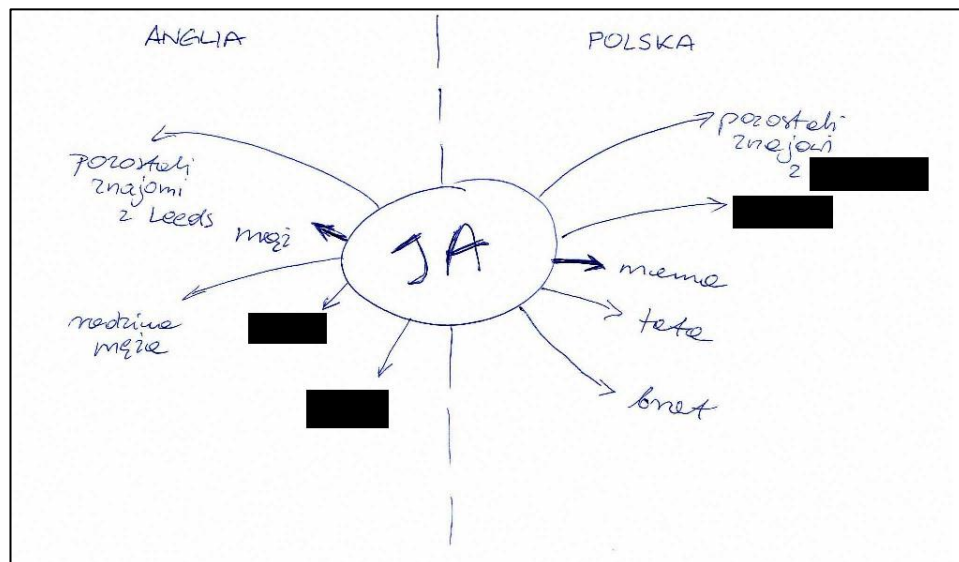 ANGLIA
POLSKA
pozostali
znajomi
z Leeds
mąż
rodzina
męża
JA
pozostali
znajomi
z
mama
tata
brat